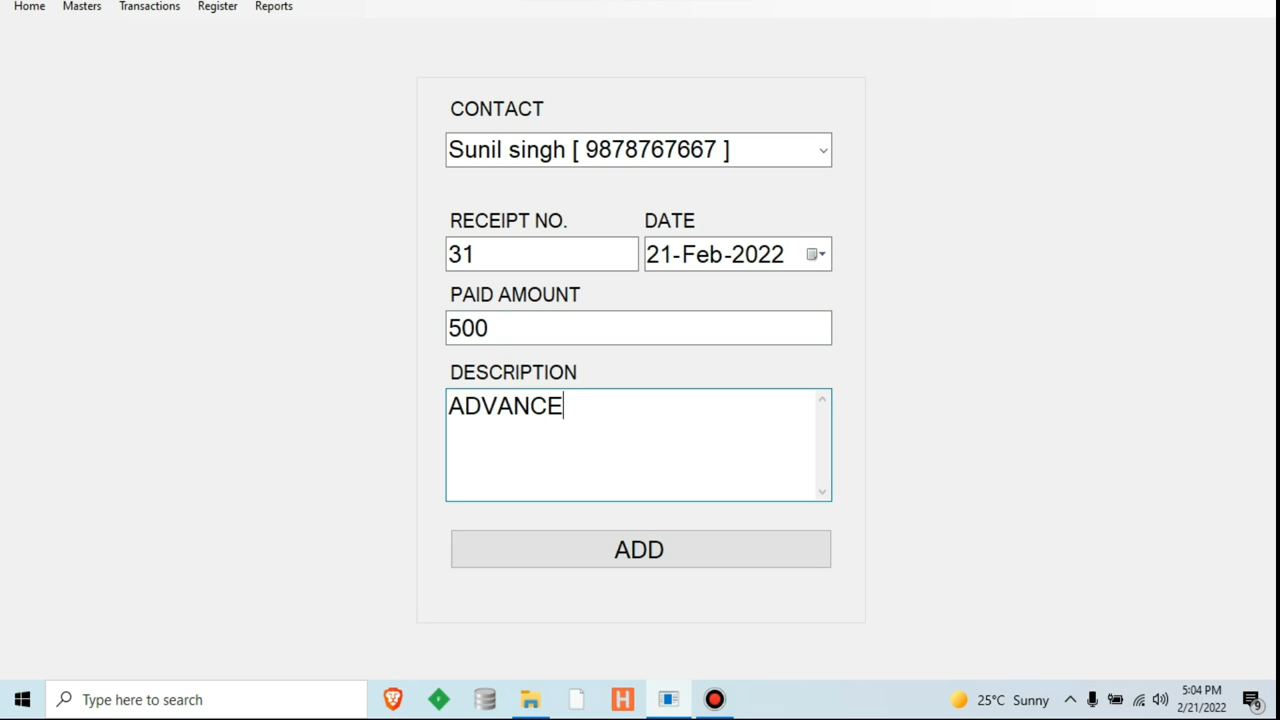 Home Masters Transactions Register Reports
CONTACT
Sunil singh [ 9878767667 ]
RECEIPT NO. DATE
31 21-Feb-2022
PAID AMOUNT
500
DESCRIPTION
ADVANCE
ADD
Type here to search
H
25°C Sunny
5:04 PM
2/21/2022
9